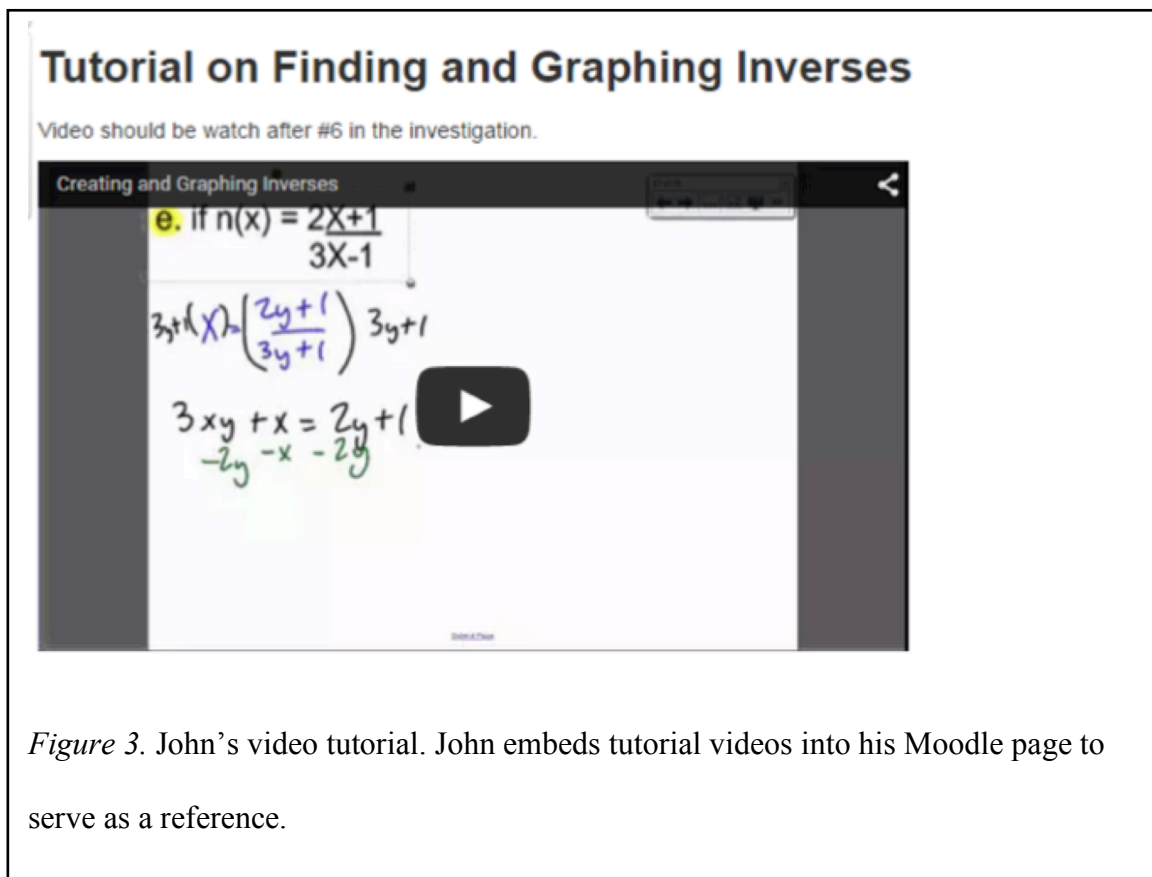 Tutorial on Finding and Graphing Inverses
Video should be watch after #6 in the investigation.
Creating and Graphing Inverses
e. if n(x) = 2X+1
3X-1
3y+1(x)=(2y+1
3y+1) 3y+1
3xy + x = 2y + 1
-2y -x -2y
Figure 3. John’s video tutorial. John embeds tutorial videos into his Moodle page to
serve as a reference.